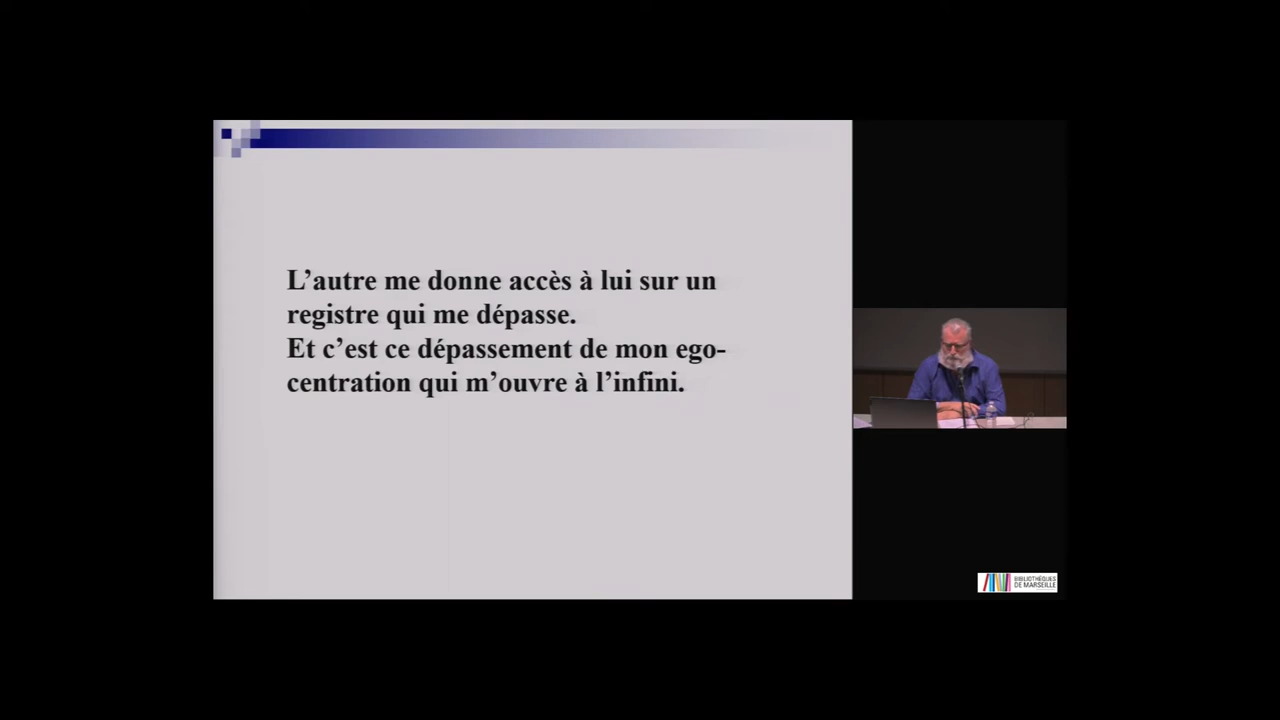 L’autre me donne accès à lui sur un
registre qui me dépasse.
Et c’est ce dépassement de mon ego-
centration qui m’ouvre à l’infini.
BIBLIOTHÈQUES
DE MARSEILLE